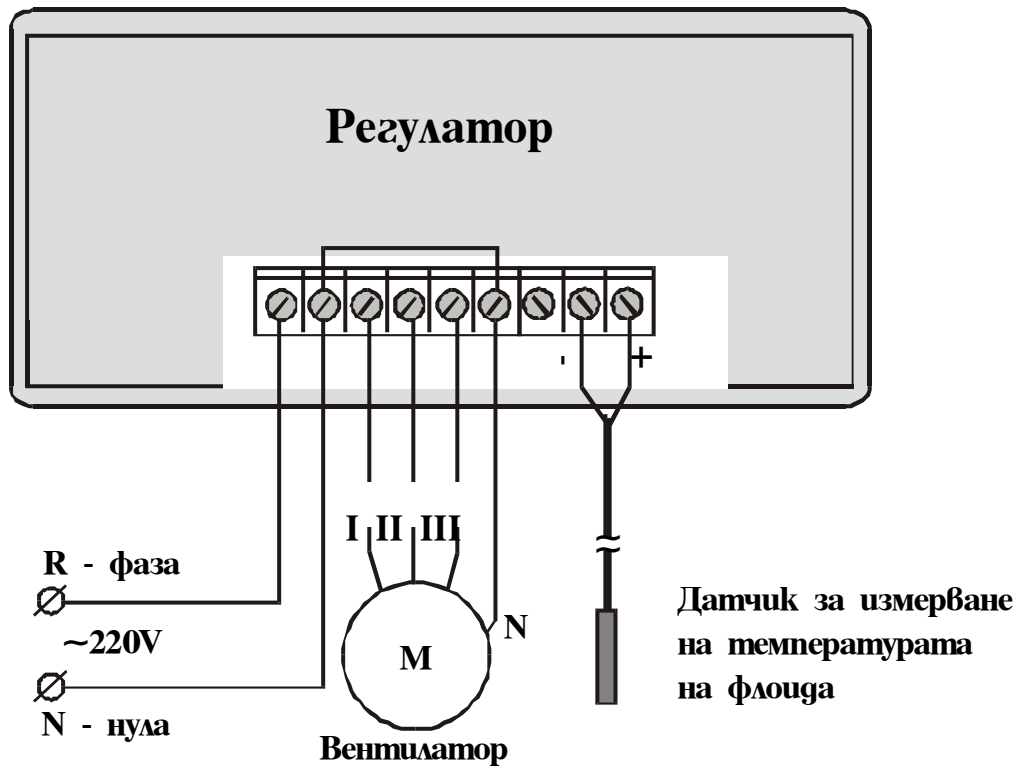 Регулатор
- +
I II III
R - фаза
~220V
N - нула
M
N
Вентилатор
Датчик за измерване
на температурата
на флоида